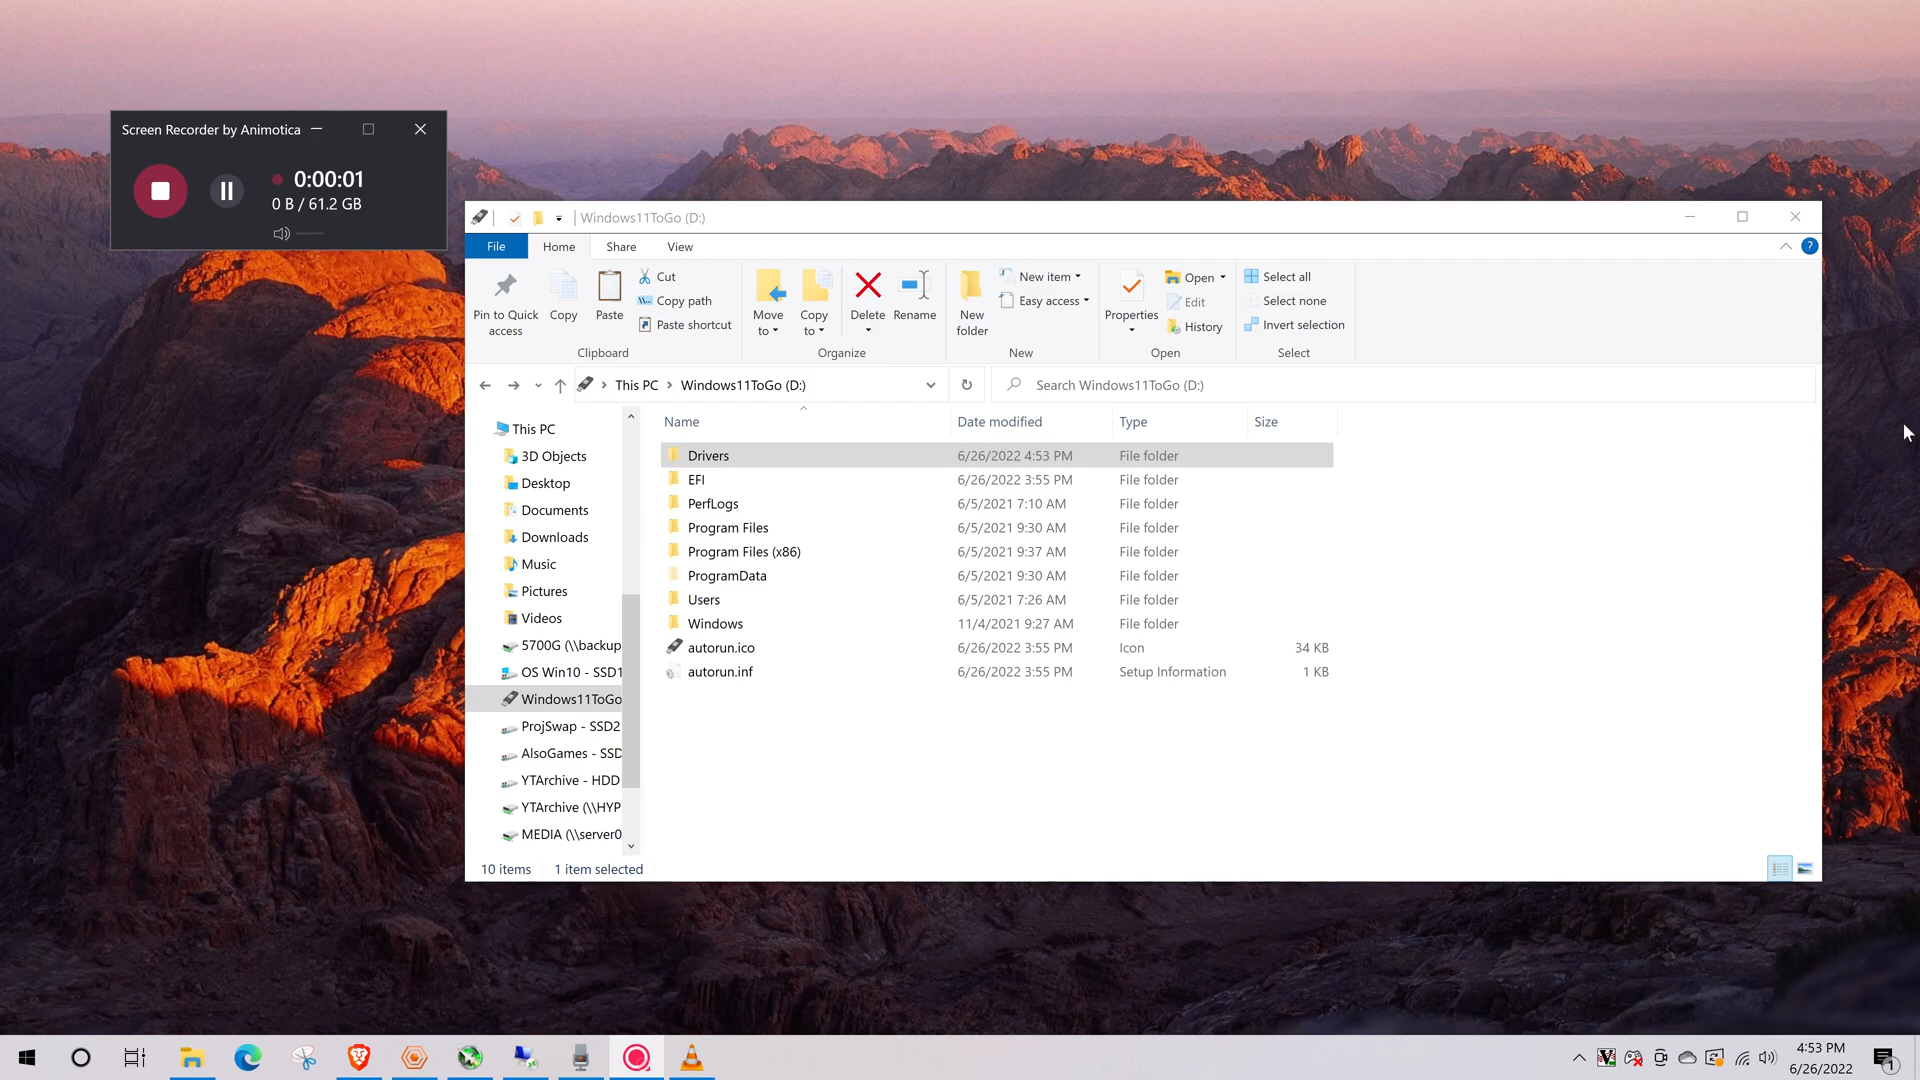 Screen Recorder by Animotica
0:00:01
0 B / 61.2 GB
Windows11ToGo (D:)
File Home Share View
Pin to Quick access
Copy
Paste
Cut
Copy path
Paste shortcut
Clipboard
Move to
Copy to
Delete
Rename
Organize
New folder
New item
Easy access
New
Properties
Open
Edit
History
Open
Select all
Select none
Invert selection
Select
This PC Windows11ToGo (D:)
Search Windows11ToGo (D:)
This PC
3D Objects
Desktop
Documents
Downloads
Music
Pictures
Videos
5700G (\\backup
OS Win10 - SSD1
Windows11ToGo
ProjSwap - SSD2
AlsoGames - SSD
YTArchive - HDD
YTArchive (\\HYP
MEDIA (\\server0
Name Date modified Type Size
Drivers 6/26/2022 4:53 PM File folder
EFI 6/26/2022 3:55 PM File folder
PerfLogs 6/5/2021 7:10 AM File folder
Program Files 6/5/2021 9:30 AM File folder
Program Files (x86) 6/5/2021 9:37 AM File folder
ProgramData 6/5/2021 9:30 AM File folder
Users 6/5/2021 7:26 AM File folder
Windows 11/4/2021 9:27 AM File folder
autorun.ico 6/26/2022 3:55 PM Icon 34 KB
autorun.inf 6/26/2022 3:55 PM Setup Information 1 KB
10 items 1 item selected
4:53 PM
6/26/2022
1